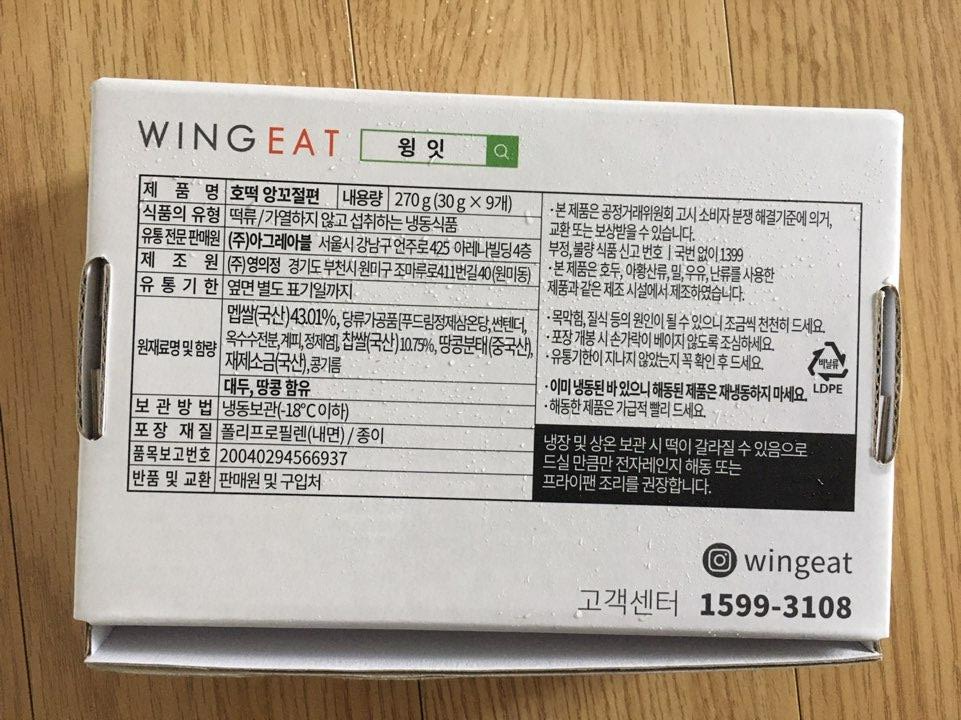 WINGEAT 윙잇
제 품 명 호떡 앙꼬절편 내용량 270 g (30 g × 9개)
식품의 유형 떡류 / 가열하지 않고 섭취하는 냉동식품
유통 전문 판매원 (주)아그레아블 서울시 강남구 언주로 425 아레나빌딩 4층
제 조 원 (주)영의정 경기도 부천시 원미구 조마루로411번길 40 (원미동)
유 통 기 한 옆면 별도 표기일까지
원재료명 및 함량
멥쌀(국산) 43.01%, 당류가공품[푸드림정제삼온당, 썬텐더,
옥수수전분, 계피, 정제염], 찹쌀(국산) 10.75%, 땅콩분태(중국산),
재제소금(국산), 콩기름
대두, 땅콩 함유
보 관 방 법 냉동보관(-18℃ 이하)
포 장 재 질 폴리프로필렌(내면) / 종이
품목보고번호 20040294566937
반품 및 교환 판매원 및 구입처
· 본 제품은 공정거래위원회 고시 소비자 분쟁 해결기준에 의거,
교환 또는 보상받을 수 있습니다.
부정, 불량 식품 신고 번호 | 국번 없이 1399
· 본 제품은 호두, 아황산류, 밀, 우유, 난류를 사용한
제품과 같은 제조 시설에서 제조하였습니다.
· 목막힘, 질식 등의 원인이 될 수 있으니 조금씩 천천히 드세요.
· 포장 개봉 시 손가락이 베이지 않도록 조심하세요.
· 유통기한이 지나지 않았는지 꼭 확인 후 드세요.
비닐류
LDPE
· 이미 냉동된 바 있으니 해동된 제품은 재냉동하지 마세요.
· 해동한 제품은 가급적 빨리 드세요.
냉장 및 상온 보관 시 떡이 갈라질 수 있음으로
드실 만큼만 전자레인지 해동 또는
프라이팬 조리를 권장합니다.
wingeat
고객센터 1599-3108